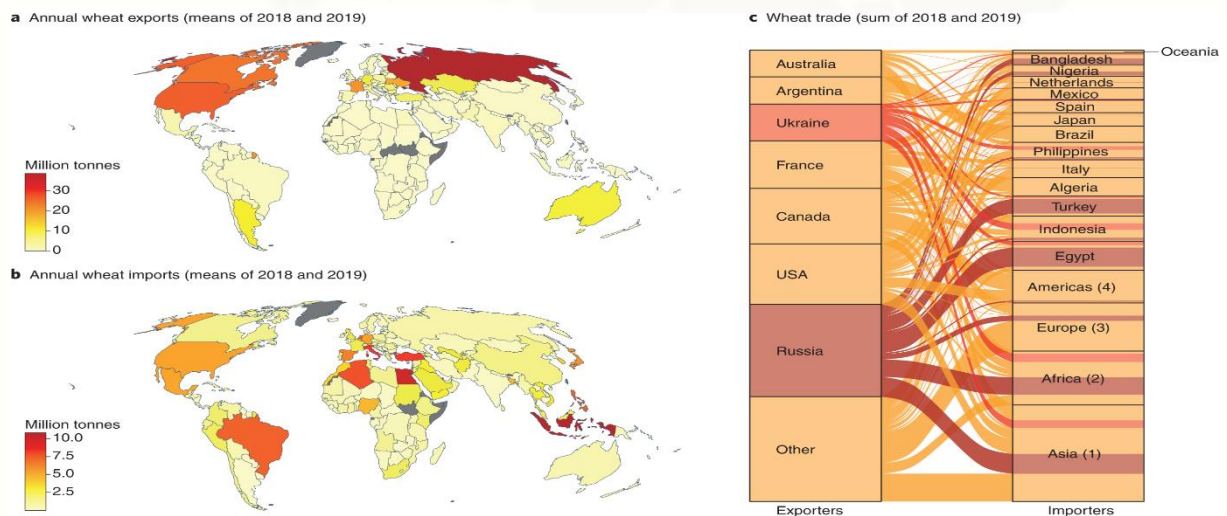 a Annual wheat exports (means of 2018 and 2019)
Million tonnes
30
20
10
0
b Annual wheat imports (means of 2018 and 2019)
Million tonnes
10.0
7.5
5.0
2.5
c Wheat trade (sum of 2018 and 2019)
Australia
Argentina
Ukraine
France
Canada
USA
Russia
Other
Exporters
Oceania
Bangladesh
Nigeria
Netherlands
Mexico
Spain
Japan
Brazil
Philippines
Italy
Algeria
Turkey
Indonesia
Egypt
Americas (4)
Europe (3)
Africa (2)
Asia (1)
Importers